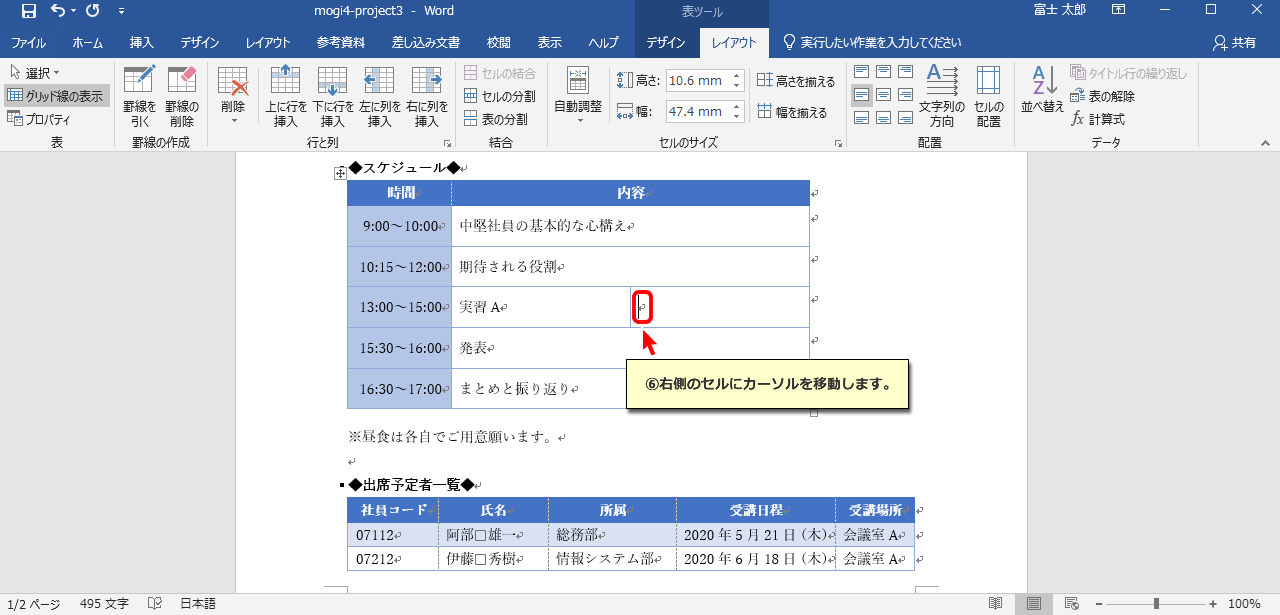 mogi4-project3 - Word
表ツール
富士 太郎
ファイル ホーム 挿入 デザイン レイアウト 参考資料 差し込み文書 校閲 表示 ヘルプ デザイン レイアウト 実行したい作業を入力してください 共有
選択
グリッド線の表示
プロパティ
表
罫線を引く
罫線の削除
罫線の作成
削除
上に行を挿入
下に行を挿入
左に列を挿入
右に列を挿入
行と列
セルの結合
セルの分割
表の分割
結合
自動調整
高さ: 10.6 mm
幅: 47.4 mm
高さを揃える
幅を揃える
セルのサイズ
文字列の方向
セルの配置
配置
並べ替え
タイトル行の繰り返し
表の解除
計算式
データ
◆スケジュール◆
時間 内容
9:00～10:00 中堅社員の基本的な心構え
10:15～12:00 期待される役割
13:00～15:00 実習 A
15:30～16:00 発表
16:30～17:00 まとめと振り返り
⑥右側のセルにカーソルを移動します。
※昼食は各自でご用意願います。
◆出席予定者一覧◆
社員コード 氏名 所属 受講日程 受講場所
07112 阿部□雄一 総務部 2020 年 5 月 21 日（木） 会議室 A
07212 伊藤□秀樹 情報システム部 2020 年 6 月 18 日（木） 会議室 A
1/2 ページ 495 文字 日本語 100%